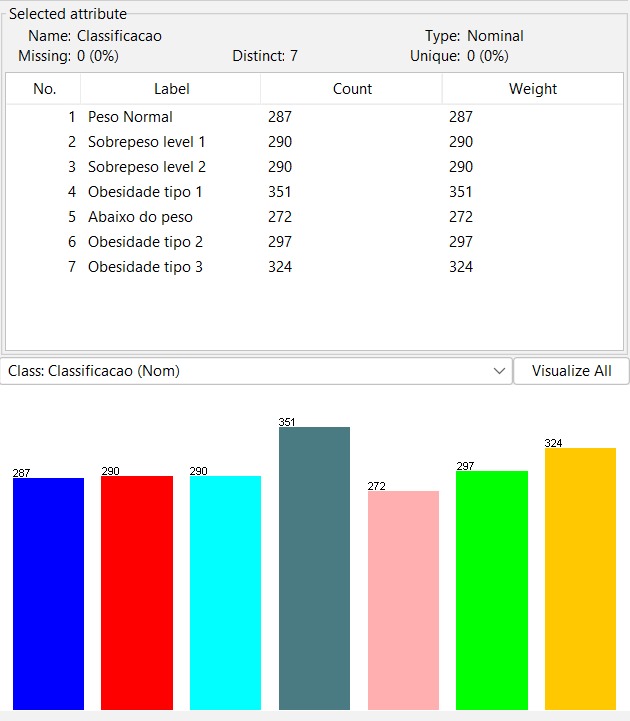 Selected attribute
Name: Classificacao Type: Nominal
Missing: 0 (0%) Distinct: 7 Unique: 0 (0%)
No. Label Count Weight
1 Peso Normal 287 287
2 Sobrepeso level 1 290 290
3 Sobrepeso level 2 290 290
4 Obesidade tipo 1 351 351
5 Abaixo do peso 272 272
6 Obesidade tipo 2 297 297
7 Obesidade tipo 3 324 324
Class: Classificacao (Nom) Visualize All
287 290 290 351 272 297 324